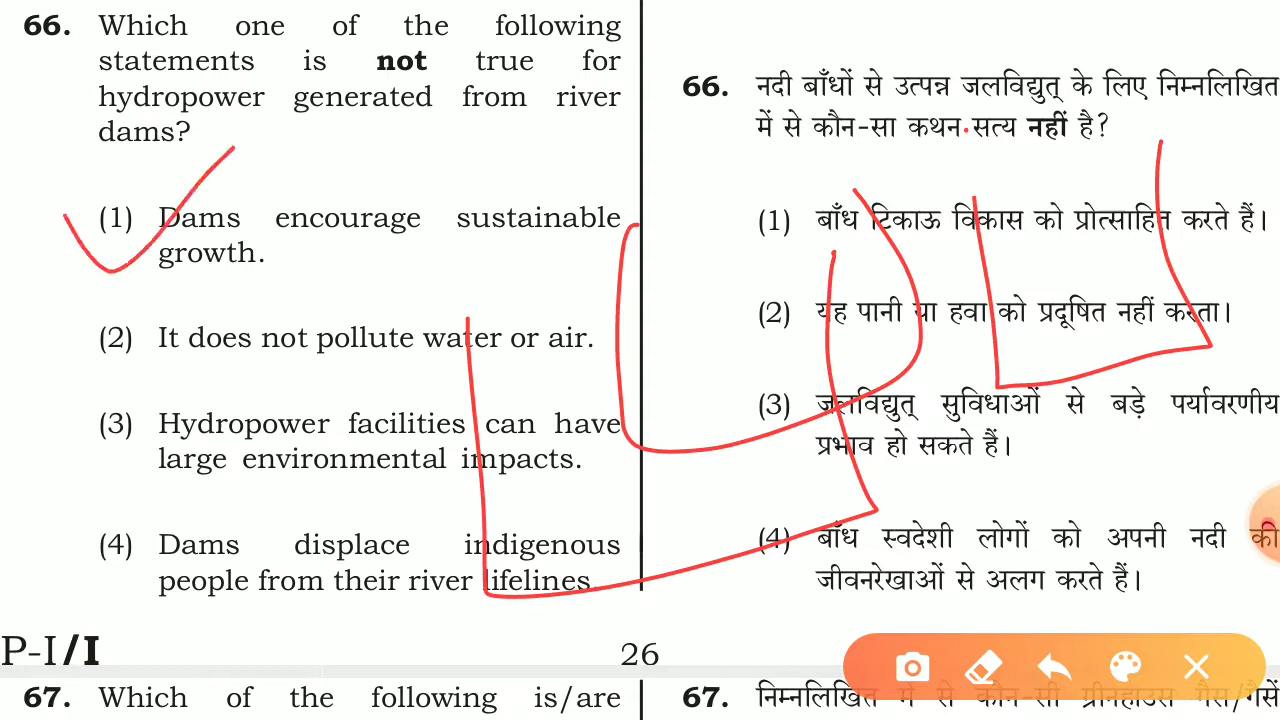 66. Which one of the following
statements is not true for
hydropower generated from river
dams?
(1) Dams encourage sustainable
growth.
(2) It does not pollute water or air.
(3) Hydropower facilities can have
large environmental impacts.
(4) Dams displace indigenous
people from their river lifelines.
66. नदी बाँधों से उत्पन्न जलविद्युत् के लिए निम्नलिखित
में से कौन-सा कथन सत्य नहीं है?
(1) बाँध टिकाऊ विकास को प्रोत्साहित करते हैं।
(2) यह पानी या हवा को प्रदूषित नहीं करता।
(3) जलविद्युत् सुविधाओं से बड़े पर्यावरणीय
प्रभाव हो सकते हैं।
(4) बाँध स्वदेशी लोगों को अपनी नदी की
जीवनरेखाओं से अलग करते हैं।
P-I/I
26
67. Which of the following is/are
67. निम्नलिखित में से कौन-सी ग्रीनहाउस गैस/गैसें